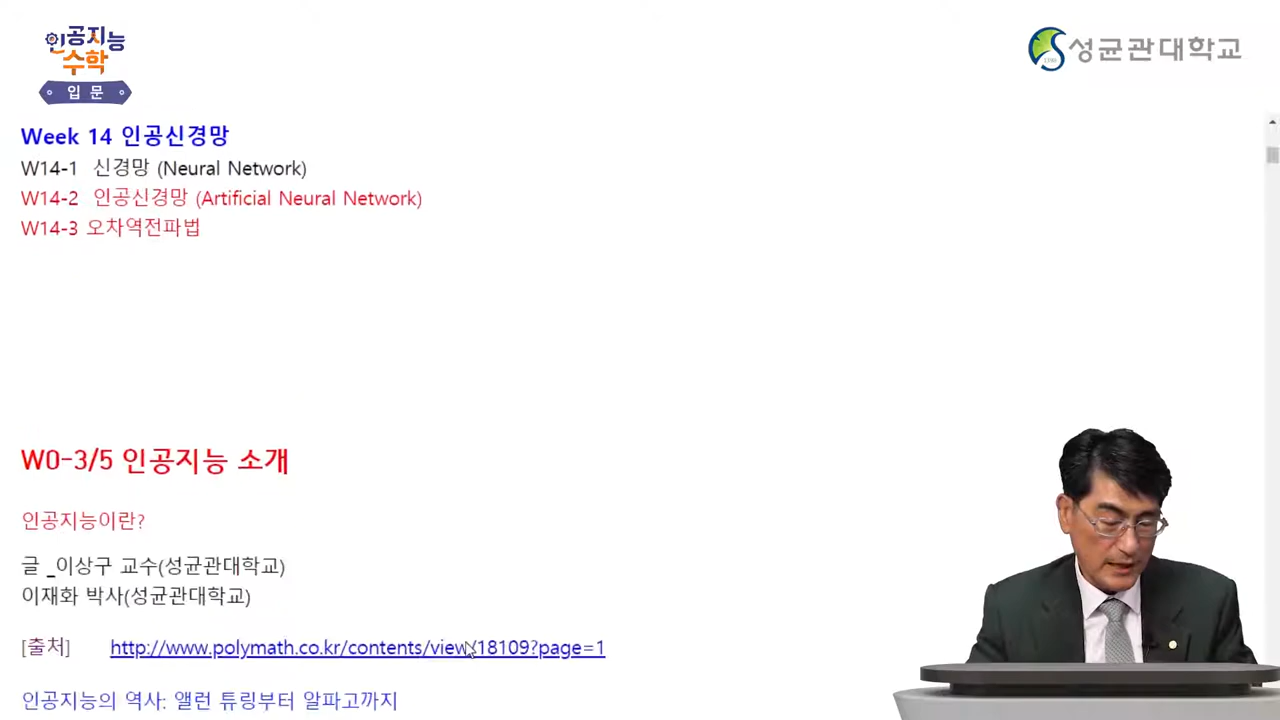 인공지능
수학
입문
성균관대학교
Week 14 인공신경망
W14-1 신경망 (Neural Network)
W14-2 인공신경망 (Artificial Neural Network)
W14-3 오차역전파법
W0-3/5 인공지능 소개
인공지능이란?
글 _이상구 교수(성균관대학교)
이재화 박사(성균관대학교)
[출처] http://www.polymath.co.kr/contents/view/18109?page=1
인공지능의 역사: 앨런 튜링부터 알파고까지